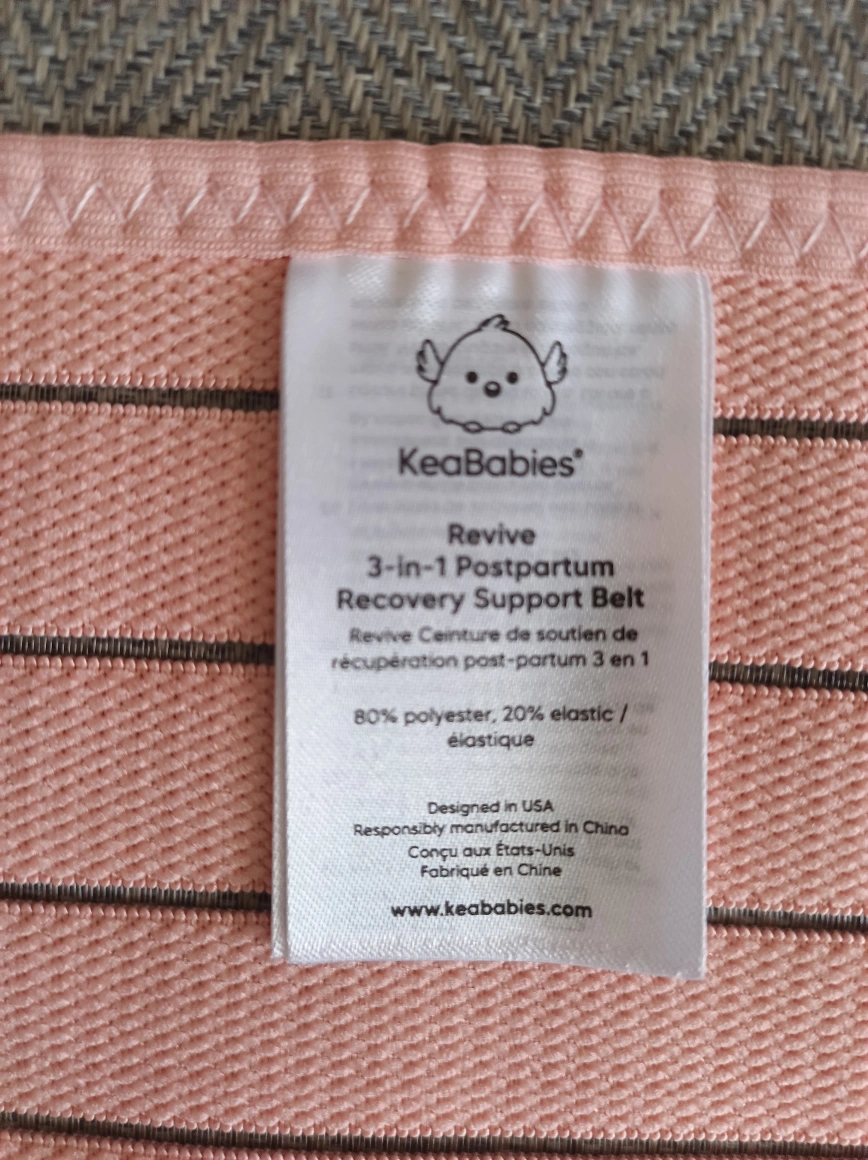 KeaBabies®
Revive
3-in-1 Postpartum
Recovery Support Belt
Revive Ceinture de soutien de
récupération post-partum 3 en 1
80% polyester, 20% elastic /
élastique
Designed in USA
Responsibly manufactured in China
Conçu aux États-Unis
Fabriqué en Chine
www.keababies.com